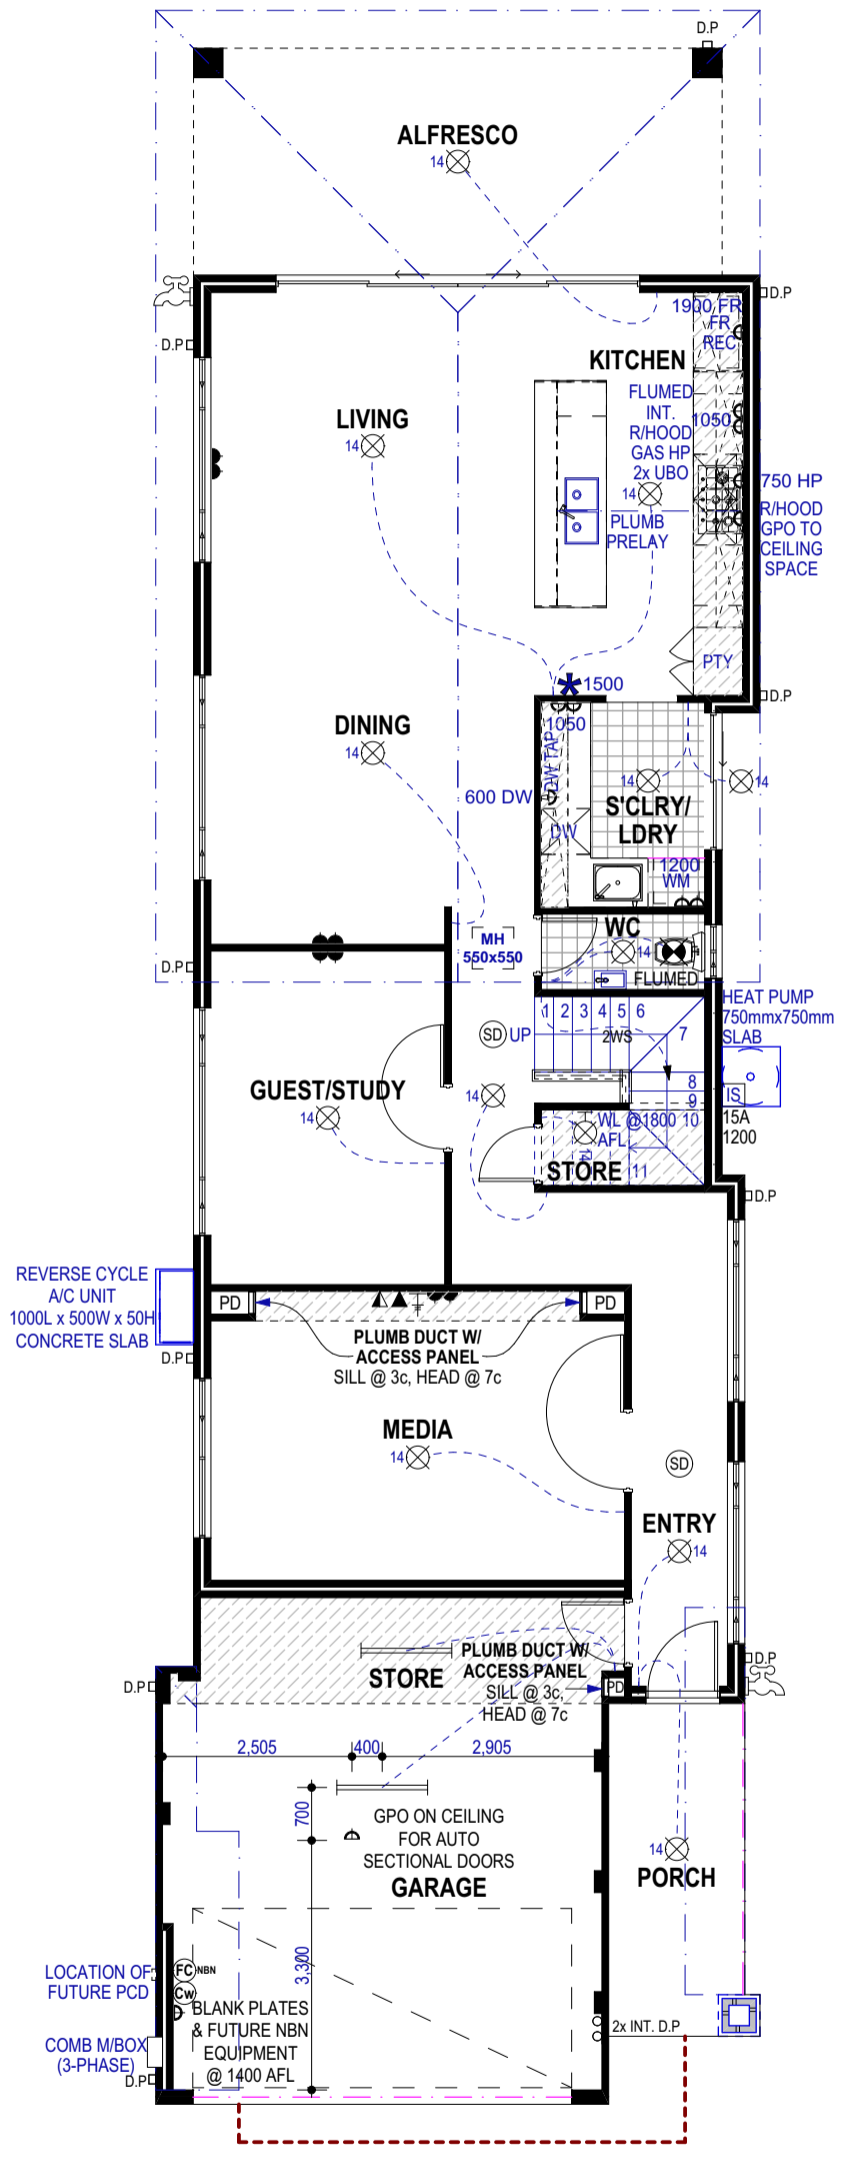 D.P
ALFRESCO
14
D.P
D.P
1900 FR
FR
REC
KITCHEN
FLUMED
INT.
R/HOOD
GAS HP
2x UBO
1050
LIVING
14
14
750 HP
PLUMB
PRELAY
R/HOOD
GPO TO
CEILING
SPACE
PTY
1500
D.P
1050
DINING
14
DW TAP
14
14
600 DW
S'CLRY/
LDRY
DW
1200
WM
WC
14
FLUMED
MH
550x550
D.P
HEAT PUMP
750mmx750mm
SLAB
1 2 3 4 5 6
SD UP
2WS
7
8
9
10
11
GUEST/STUDY
14
IS
15A
1200
WL @1800
AFL
14
STORE
D.P
REVERSE CYCLE
A/C UNIT
1000L x 500W x 50H
CONCRETE SLAB
D.P
PD
PD
PLUMB DUCT W/
ACCESS PANEL
SILL @ 3c, HEAD @ 7c
MEDIA
14
SD
ENTRY
14
PLUMB DUCT W/
ACCESS PANEL
SILL @ 3c,
HEAD @ 7c
STORE
D.P
PD
D.P
2,505
400
2,905
700
GPO ON CEILING
FOR AUTO
SECTIONAL DOORS
GARAGE
14
PORCH
3,300
LOCATION OF
FUTURE PCD
FC NBN
CW
BLANK PLATES
& FUTURE NBN
EQUIPMENT
@ 1400 AFL
2x INT. D.P
COMB M/BOX
(3-PHASE)
D.P